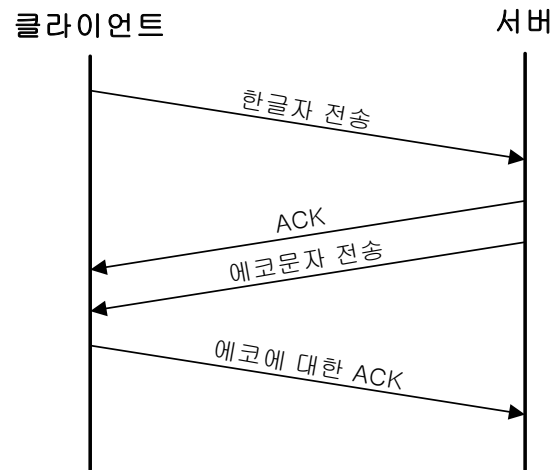 클라이언트
서버
한글자 전송
ACK
에코문자 전송
에코에 대한 ACK